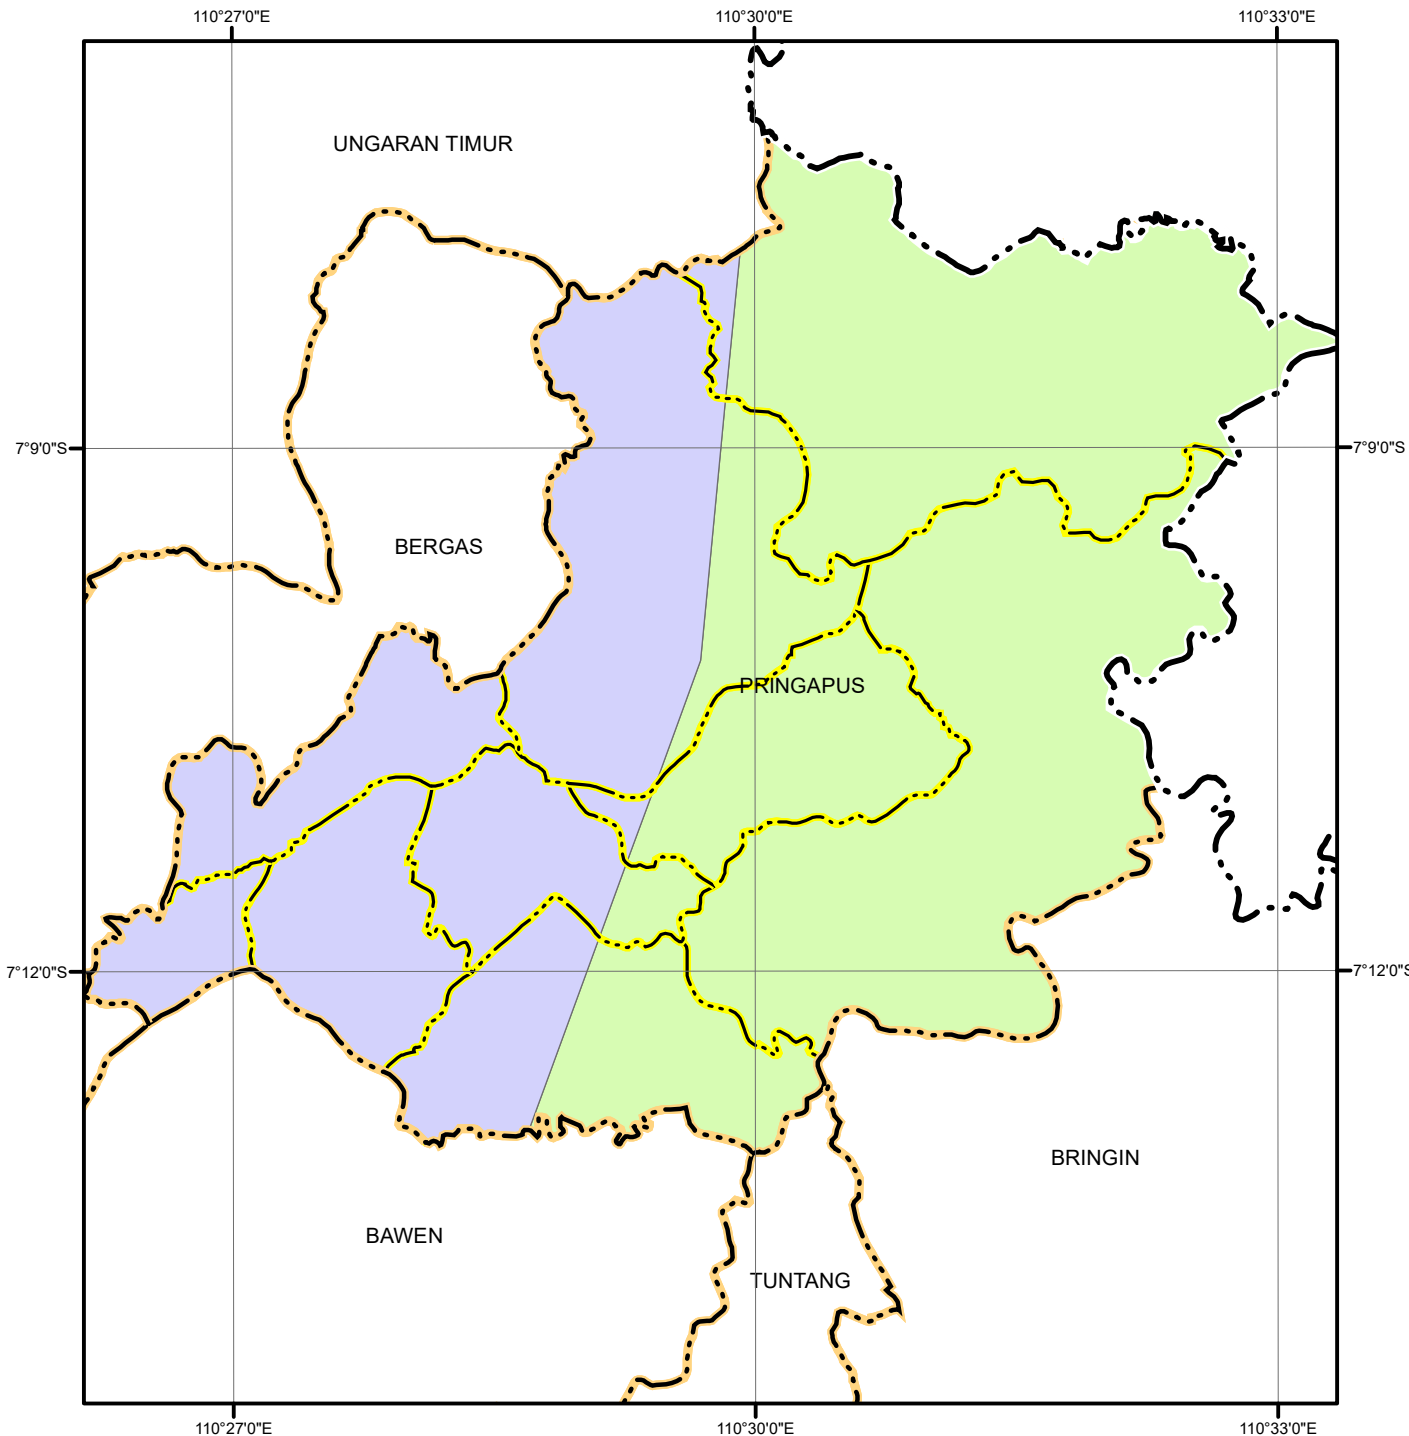 110°27'0"E 110°30'0"E 110°33'0"E
UNGARAN TIMUR
7°9'0"S 7°9'0"S
BERGAS
PRINGAPUS
7°12'0"S 7°12'0"S
BRINGIN
BAWEN
TUNTANG
110°27'0"E 110°30'0"E 110°33'0"E